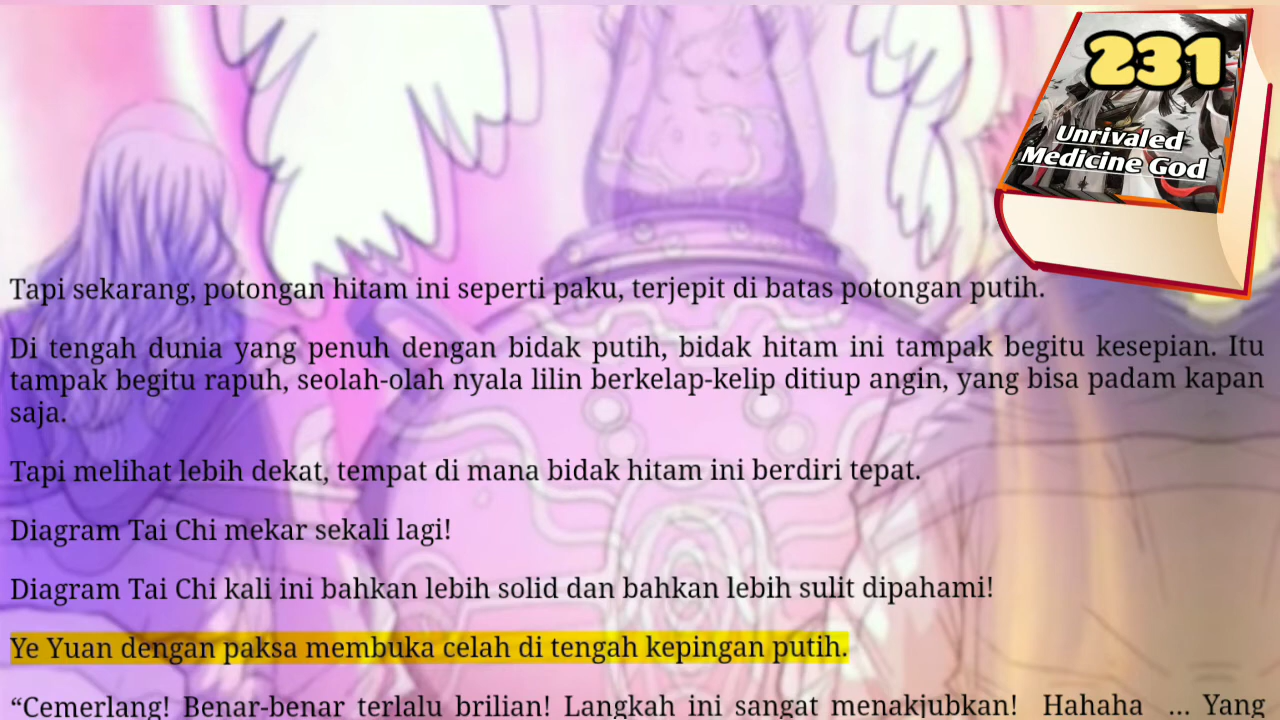 231
Unrivaled
Medicine God
Tapi sekarang, potongan hitam ini seperti paku, terjepit di batas potongan putih.
Di tengah dunia yang penuh dengan bidak putih, bidak hitam ini tampak begitu kesepian. Itu
tampak begitu rapuh, seolah-olah nyala lilin berkelap-kelip ditiup angin, yang bisa padam kapan
saja.
Tapi melihat lebih dekat, tempat di mana bidak hitam ini berdiri tepat.
Diagram Tai Chi mekar sekali lagi!
Diagram Tai Chi kali ini bahkan lebih solid dan bahkan lebih sulit dipahami!
Ye Yuan dengan paksa membuka celah di tengah kepingan putih.
“Cemerlang! Benar-benar terlalu brilian! Langkah ini sangat menakjubkan! Hahaha ... Yang